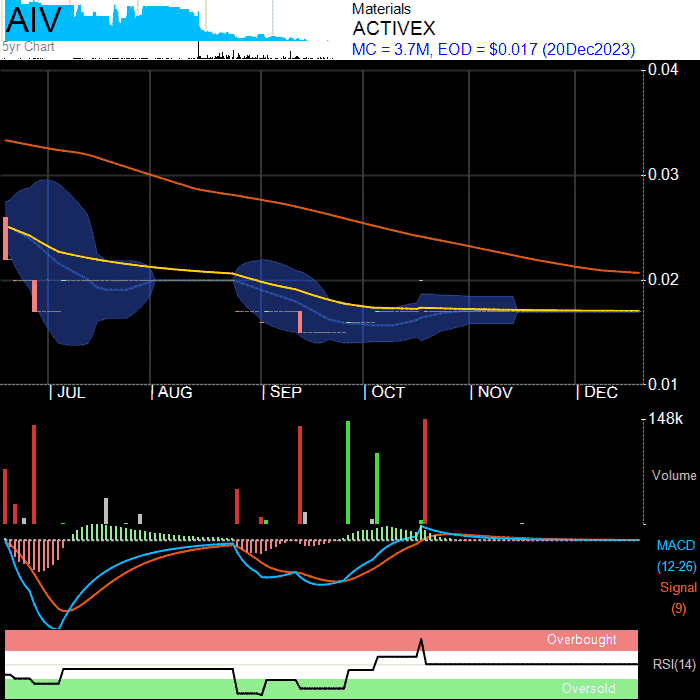 AIV
5yr Chart
Materials
ACTIVEX
MC = 3.7M, EOD = $0.017 (20Dec2023)
0.04
0.03
0.02
0.01
JUL
AUG
SEP
OCT
NOV
DEC
148k
Volume
MACD
(12-26)
Signal
(9)
Overbought
RSI(14)
Oversold